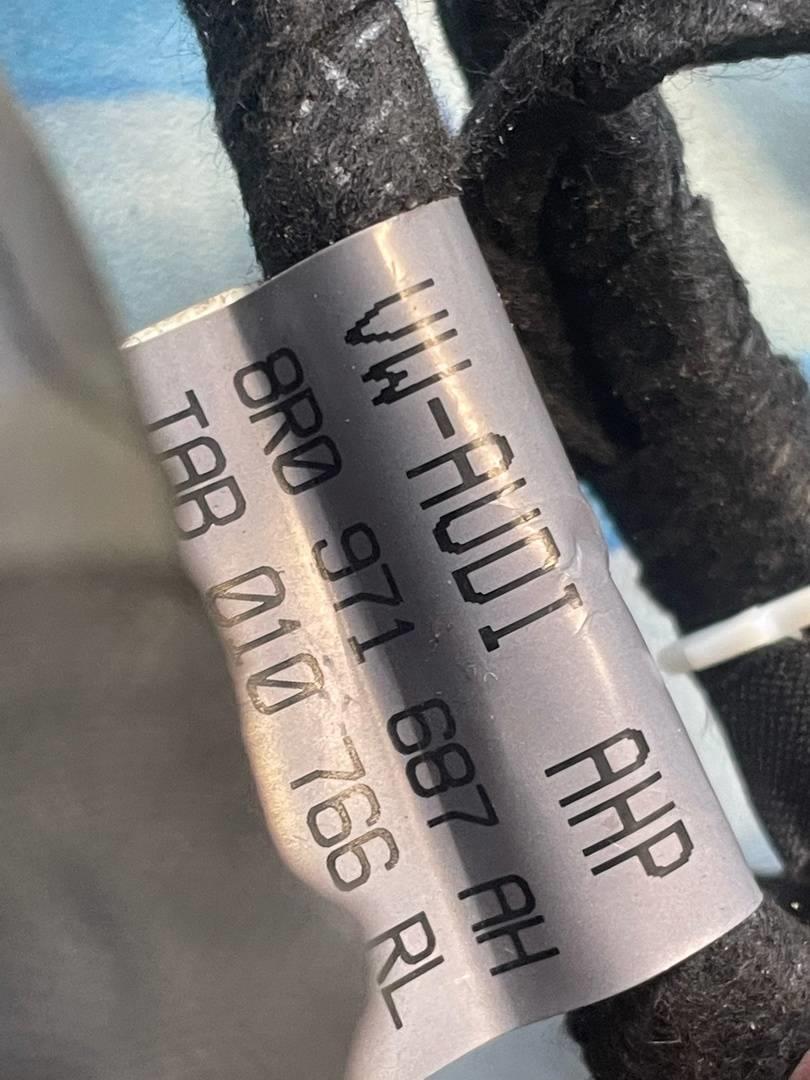 VW-AUDI AHP
8R0 971 687 AH
TAB 010 766 RL